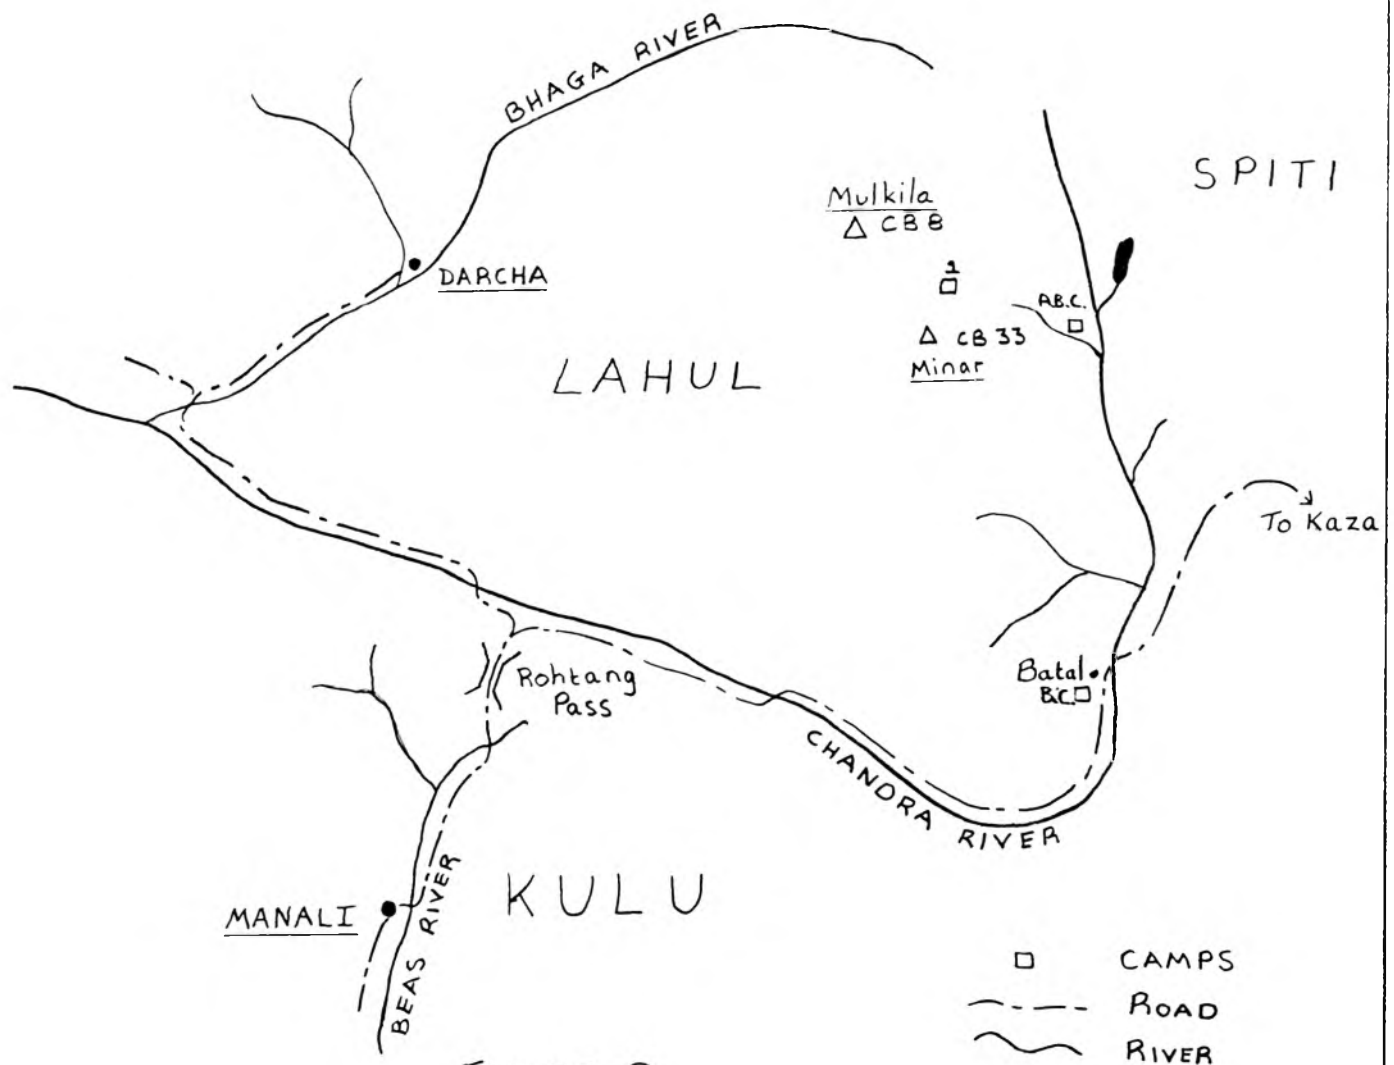 BHAGA RIVER
SPITI
Mulkila
△ CB8
1
A.B.C.
DARCHA
△ CB 33
Minar
LAHUL
To Kaza
Rohtang
Pass
Batal
B.C.
CHANDRA RIVER
KULU
MANALI
BEAS RIVER
CAMPS
ROAD
RIVER